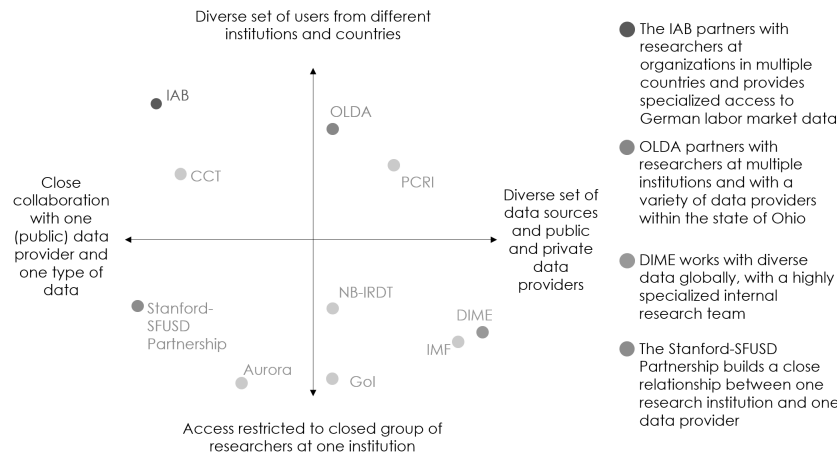 Diverse set of users from different
institutions and countries
IAB
OLDA
CCT
PCRI
Close
collaboration
with one
(public) data
provider and
one type of
data
Diverse set of
data sources
and public
and private
data
providers
NB-IRDT
Stanford-
SFUSD
Partnership
DIME
IMF
Aurora
GoI
Access restricted to closed group of
researchers at one institution
The IAB partners with
researchers at
organizations in multiple
countries and provides
specialized access to
German labor market data
OLDA partners with
researchers at multiple
institutions and with a
variety of data providers
within the state of Ohio
DIME works with diverse
data globally, with a highly
specialized internal
research team
The Stanford-SFUSD
Partnership builds a close
relationship between one
research institution and one
data provider